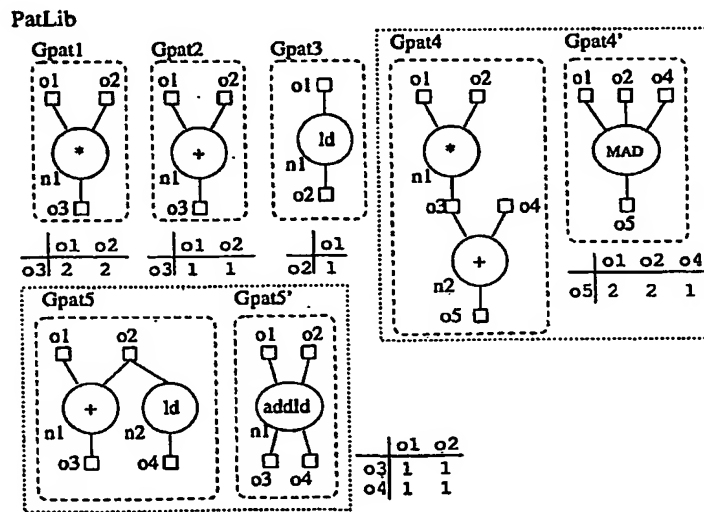 PatLib
Gpat1 Gpat2 Gpat3 Gpat4 Gpat4’
o1 o2 o1 o2 o1 o1 o2 o1 o2 o4
* + ld * MAD
n1 n1 n1 n1
o3 o3 o2 o3 o4 o5
+
n2
o5
o1 o2
o3 2 2
o1 o2
o3 1 1
o1
o2 1
o1 o2 o4
o5 2 2 1
Gpat5 Gpat5’
o1 o2 o1 o2
+ ld addld
n1 n2 n1
o3 o4 o3 o4
o1 o2
o3 1 1
o4 1 1